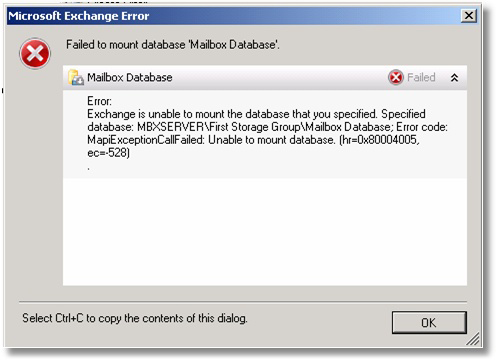 Microsoft Exchange Error
Failed to mount database 'Mailbox Database'.
Mailbox Database Failed
Error:
Exchange is unable to mount the database that you specified. Specified
database: MBXSERVER\First Storage Group\Mailbox Database; Error code:
MapiExceptionCallFailed: Unable to mount database. (hr=0x80004005,
ec=-528)
.
Select Ctrl+C to copy the contents of this dialog.
OK